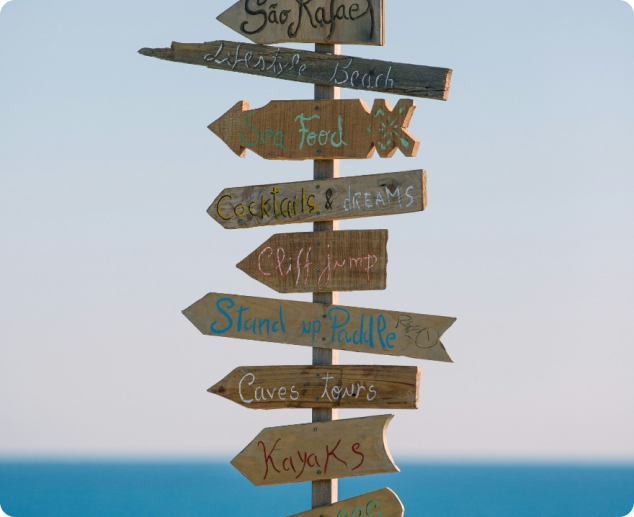 São Rafael
Lifestyle Beach
Sea Food
Cocktails & dREAMS
Cliff jump
Stand up Paddle
Caves tours
Kayaks